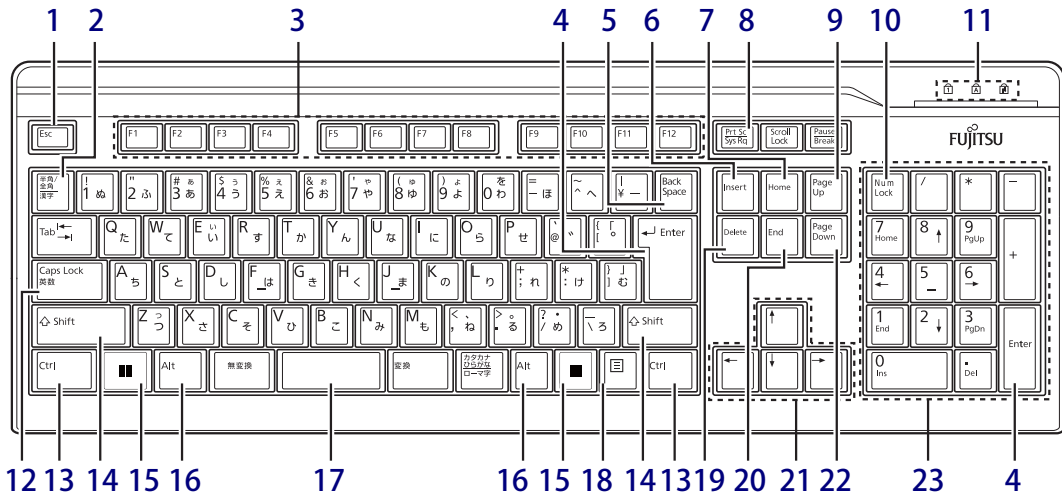 1 2 3 4 5 6 7 8 9 10 11
1 A
FUJITSU
Esc F1 F2 F3 F4 F5 F6 F7 F8 F9 F10 F11 F12 Prt Sc Scroll Pause
Sys Rq Lock Break
半角/ ! " # ぁ $ ぅ % ぇ & ぉ ' ゃ ( ゅ ) ょ を = ~ | Back Insert Home Page Num / * −
全角 1 ぬ 2 ふ 3 あ 4 う 5 え 6 お 7 や 8 ゆ 9 よ 0 わ − ほ ^ へ ¥ ー Space Up Lock
漢字
Tab Q た W て E ぃ い R す T か Y ん U な I に O ら P せ ` @ ゛ { 「 [ ゜ Enter Delete End Page 7 8 ↑ 9 +
Down Home PgUp
Caps Lock A ち S と D し F は G き H く J ま K の L り + ; れ * : け } 」 ] む 4 5 6
英数 ← →
Shift Z っ つ X さ C そ V ひ B こ N み M も < 、 , ね > 。 . る ? ・ / め _ \ ろ Shift ↑ 1 2 ↓ 3 Enter
End PgDn
Ctrl Alt 無変換 変換 カタカナ Alt Ctrl ← ↓ → 0 .
ひらがな Ins Del
ローマ字
12 13 14 15 16 17 16 15 18 14 13 19 20 21 22 23 4